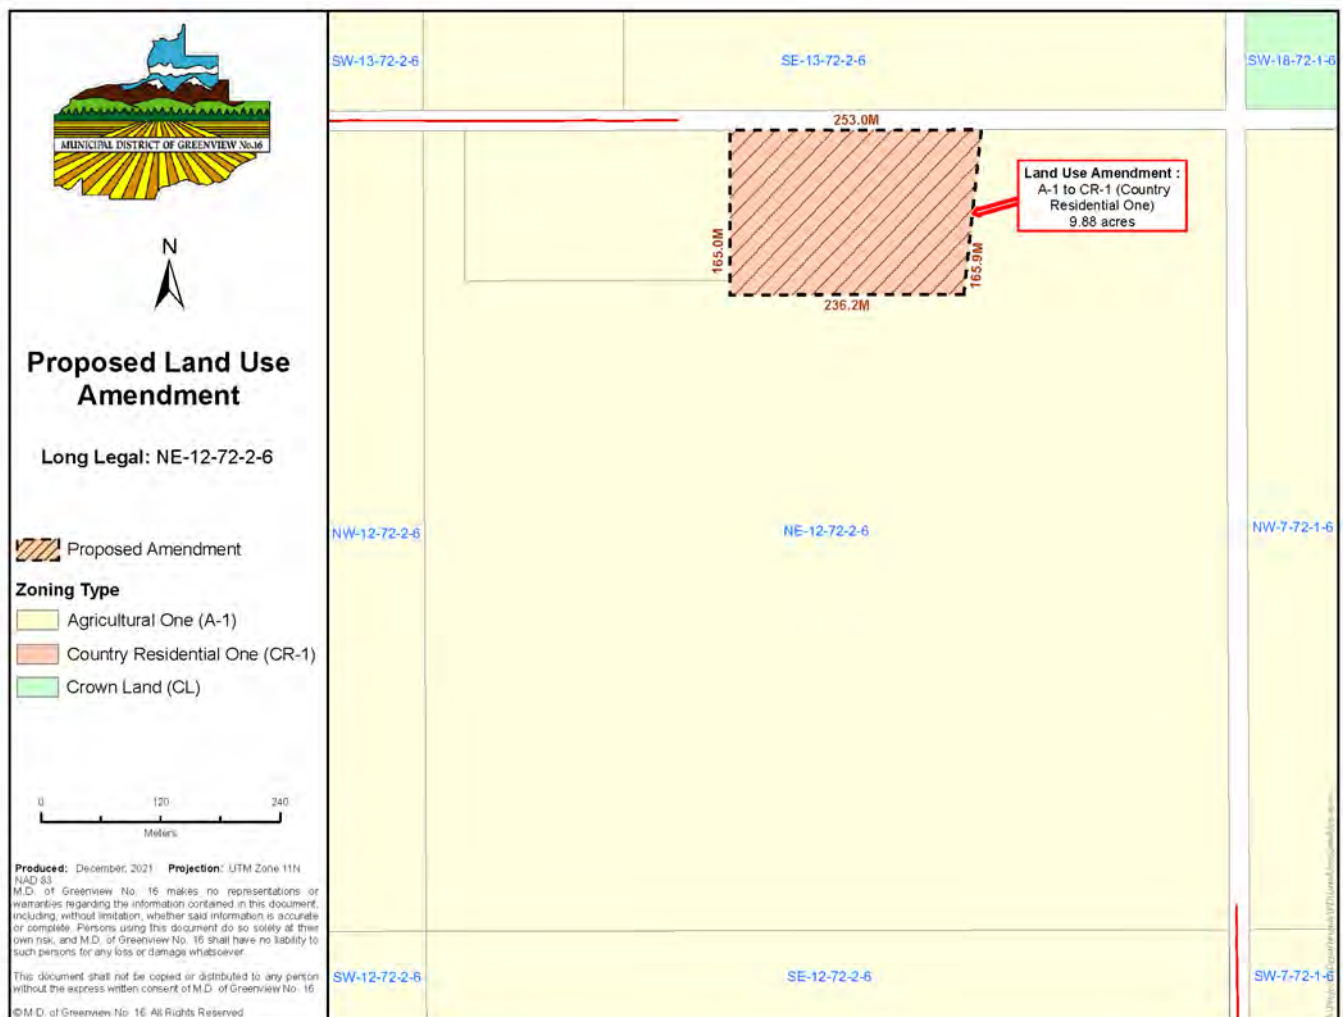 MUNICIPAL DISTRICT OF GREENVIEW No.16
N
Proposed Land Use
Amendment
Long Legal: NE-12-72-2-6
Proposed Amendment
Zoning Type
Agricultural One (A-1)
Country Residential One (CR-1)
Crown Land (CL)
0 120 240
Meters
Produced: December, 2021 Projection: UTM Zone 11N
NAD 83
M.D. of Greenview No. 16 makes no representations or
warranties regarding the information contained in this document,
including, without limitation, whether said information is accurate
or complete. Persons using this document do so solely at their
own risk, and M.D. of Greenview No. 16 shall have no liability to
such persons for any loss or damage whatsoever.
This document shall not be copied or distributed to any person
without the express written consent of M.D. of Greenview No. 16
© M.D. of Greenview No. 16. All Rights Reserved
SW-13-72-2-6
SE-13-72-2-6
SW-18-72-1-6
253.0M
Land Use Amendment :
A-1 to CR-1 (Country
Residential One)
9.88 acres
165.0M
165.9M
236.2M
NW-12-72-2-6
NE-12-72-2-6
NW-7-72-1-6
SW-12-72-2-6
SE-12-72-2-6
SW-7-72-1-6